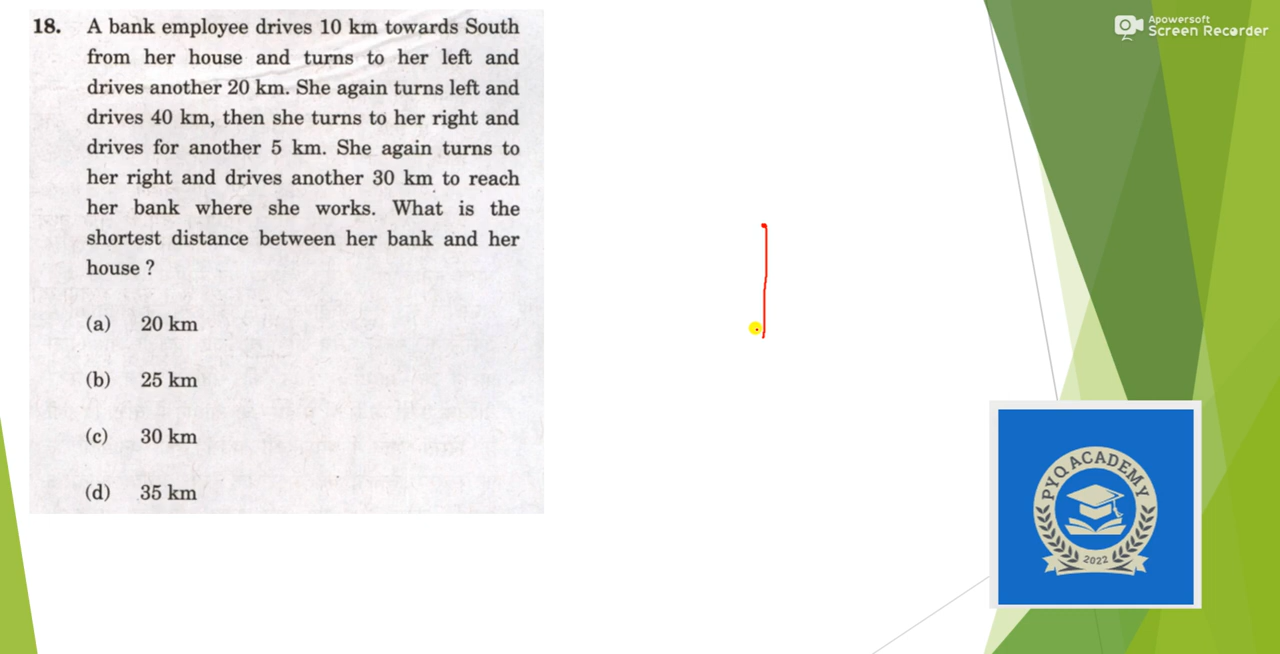 18. A bank employee drives 10 km towards South
from her house and turns to her left and
drives another 20 km. She again turns left and
drives 40 km, then she turns to her right and
drives for another 5 km. She again turns to
her right and drives another 30 km to reach
her bank where she works. What is the
shortest distance between her bank and her
house ?
(a) 20 km
(b) 25 km
(c) 30 km
(d) 35 km
Apowersoft
Screen Recorder
PYQ ACADEMY
2022